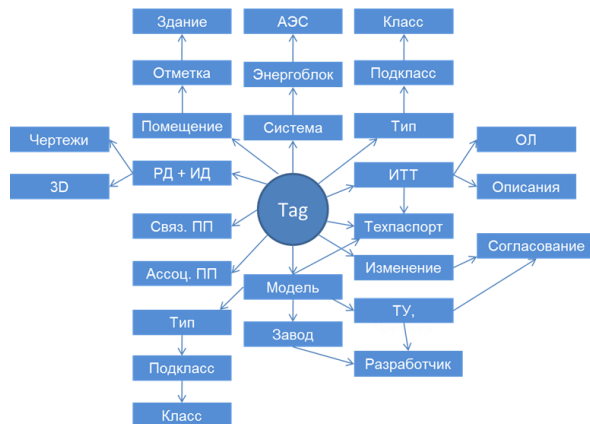 Здание
АЭС
Класс
Отметка
Энергоблок
Подкласс
Помещение
Система
Тип
Чертежи
РД + ИД
Tag
ИТТ
ОЛ
3D
Описания
Связ. ПП
Техпаспорт
Согласование
Ассоц. ПП
Изменение
Модель
ТУ,
Тип
Завод
Подкласс
Разработчик
Класс